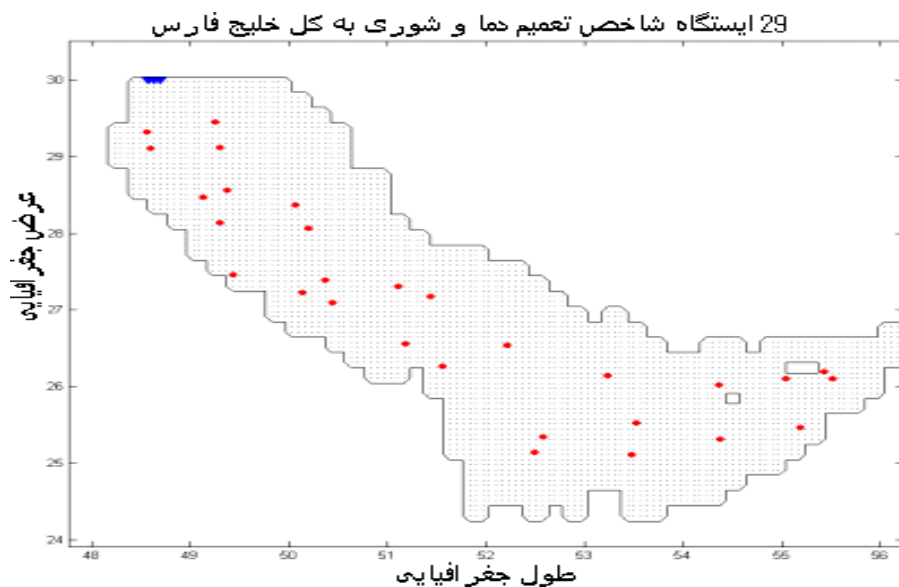 29 ایستگاه شاخص تعمیم دما و شوری به کل خلیج فارس
عرض جغرافیایی
30
29
28
27
26
25
24
48 49 50 51 52 53 54 55 56
طول جغرافیایی